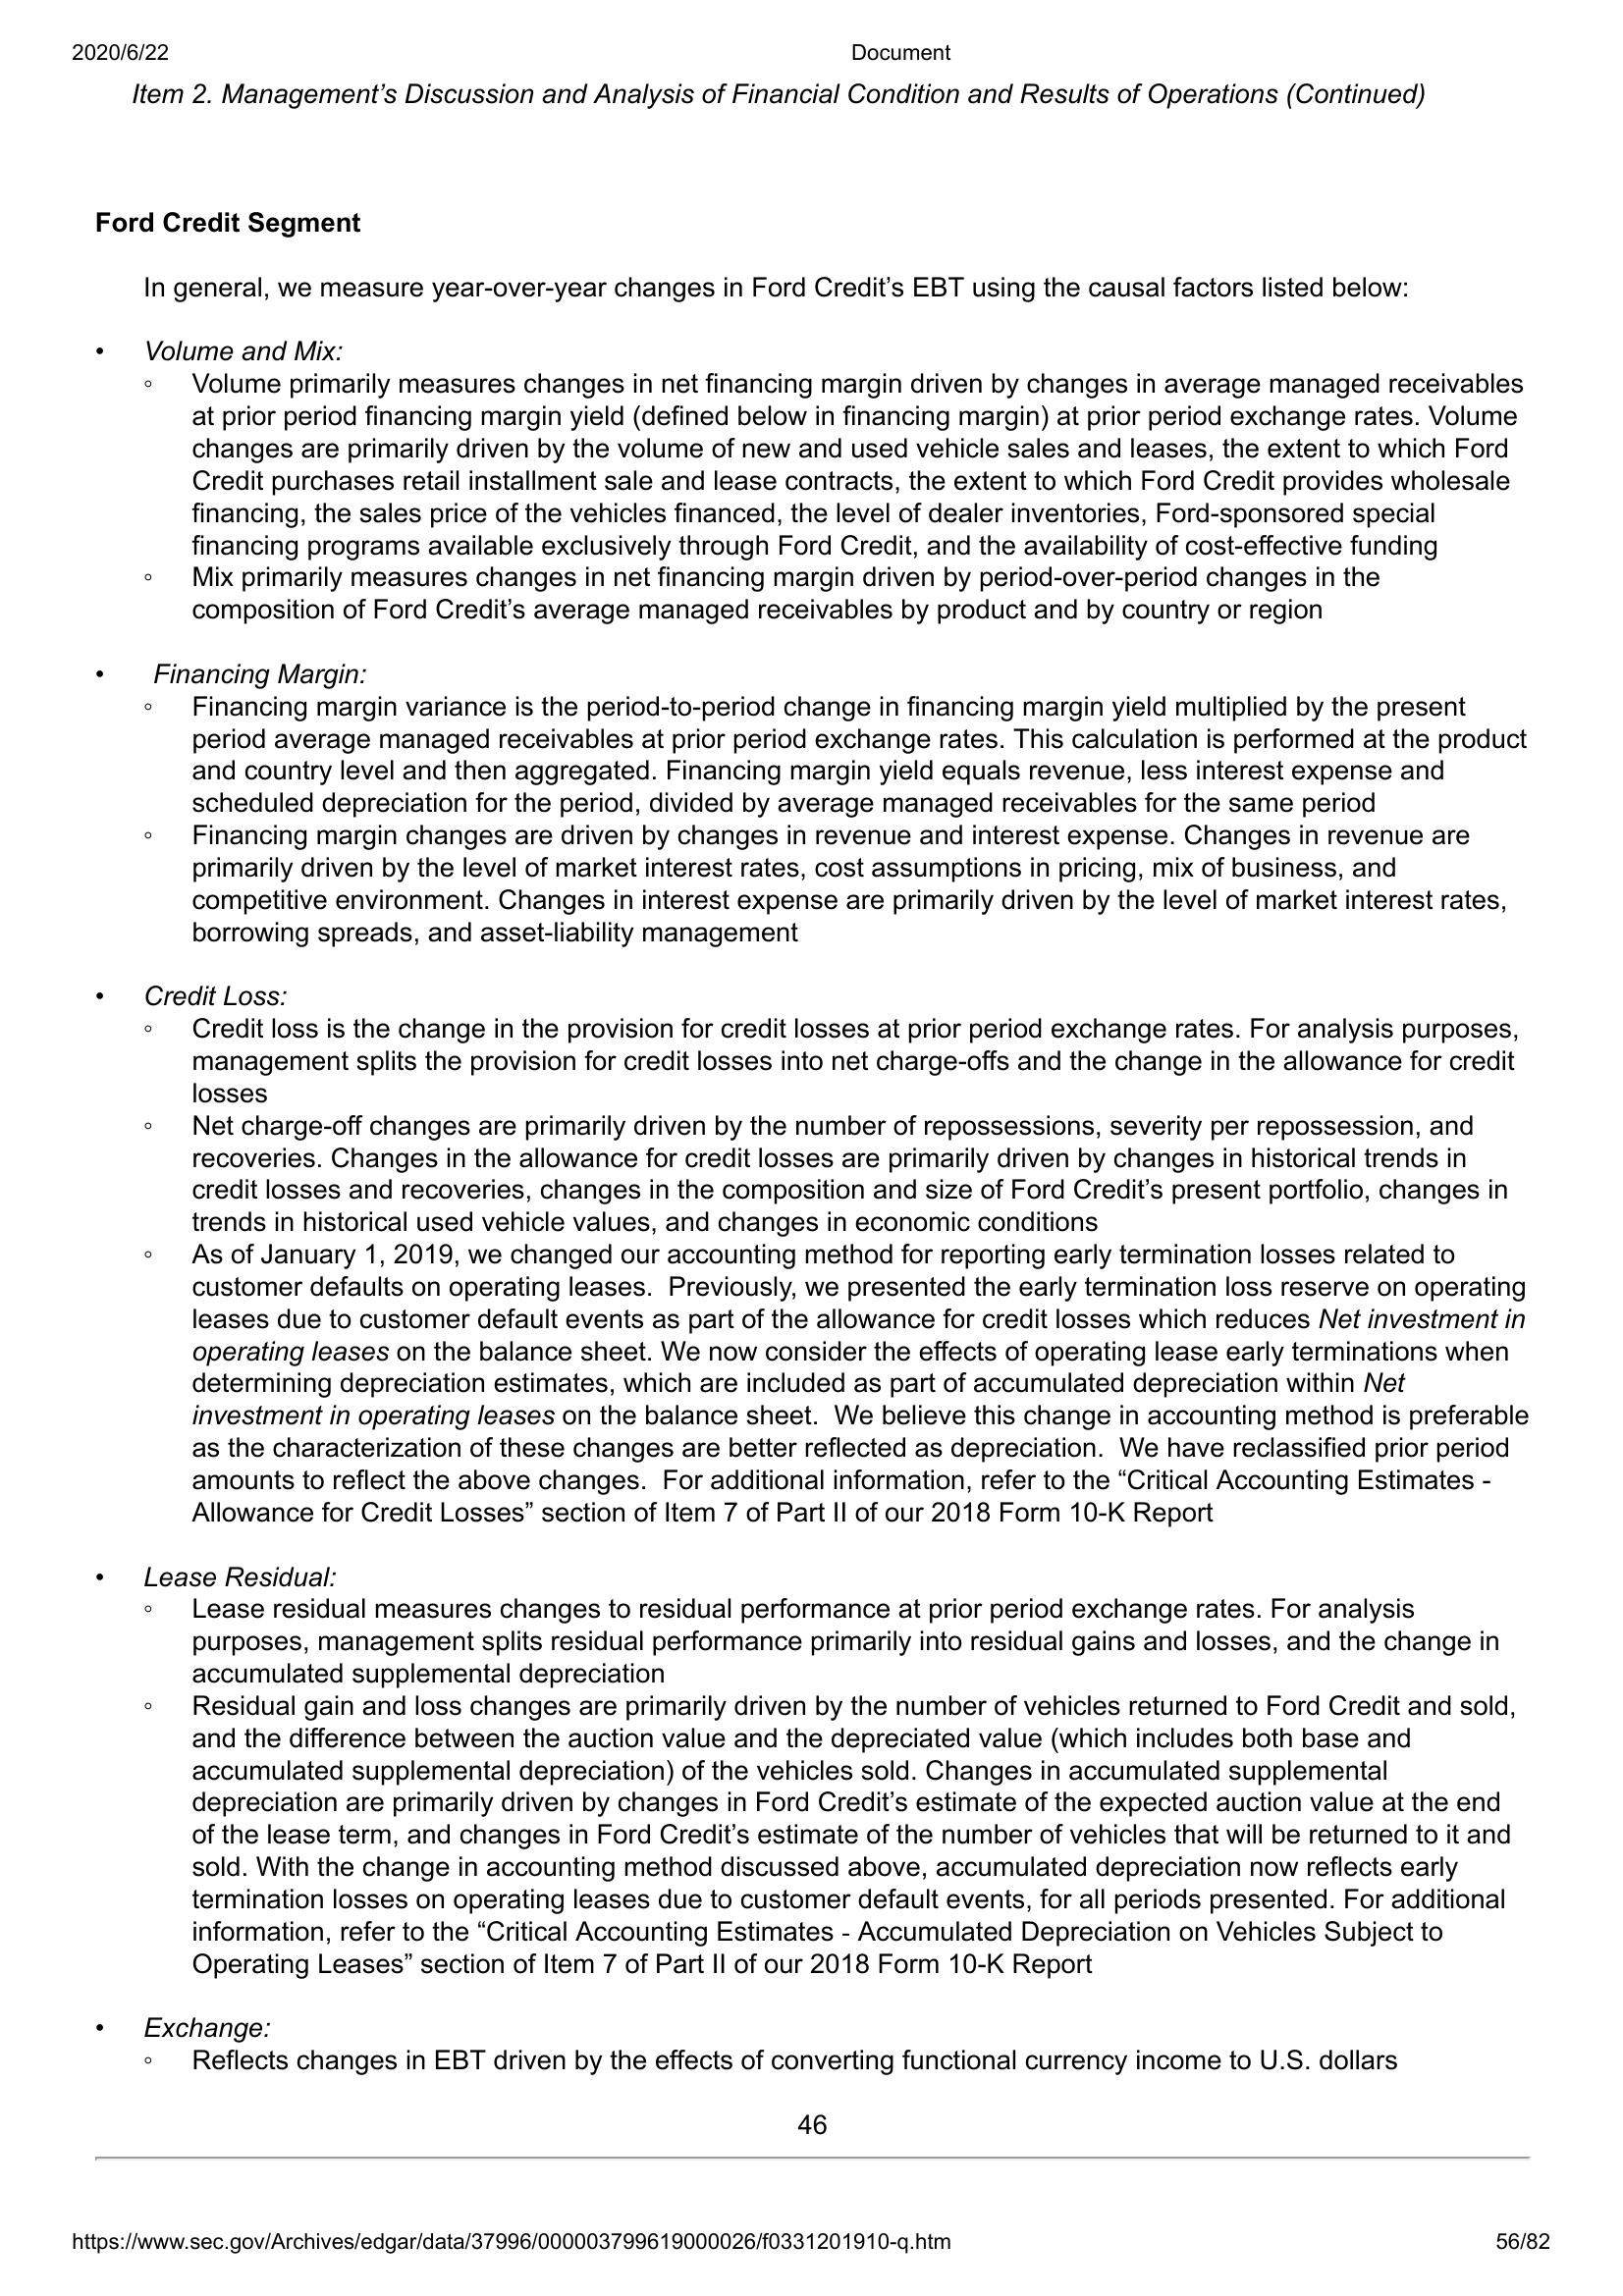 2020/6/22 Document
Item 2. Management’s Discussion and Analysis of Financial Condition and Results of Operations (Continued)
Ford Credit Segment
In general, we measure year-over-year changes in Ford Credit’s EBT using the causal factors listed below:
• Volume and Mix:
◦ Volume primarily measures changes in net financing margin driven by changes in average managed receivables
at prior period financing margin yield (defined below in financing margin) at prior period exchange rates. Volume
changes are primarily driven by the volume of new and used vehicle sales and leases, the extent to which Ford
Credit purchases retail installment sale and lease contracts, the extent to which Ford Credit provides wholesale
financing, the sales price of the vehicles financed, the level of dealer inventories, Ford-sponsored special
financing programs available exclusively through Ford Credit, and the availability of cost-effective funding
◦ Mix primarily measures changes in net financing margin driven by period-over-period changes in the
composition of Ford Credit’s average managed receivables by product and by country or region
• Financing Margin:
◦ Financing margin variance is the period-to-period change in financing margin yield multiplied by the present
period average managed receivables at prior period exchange rates. This calculation is performed at the product
and country level and then aggregated. Financing margin yield equals revenue, less interest expense and
scheduled depreciation for the period, divided by average managed receivables for the same period
◦ Financing margin changes are driven by changes in revenue and interest expense. Changes in revenue are
primarily driven by the level of market interest rates, cost assumptions in pricing, mix of business, and
competitive environment. Changes in interest expense are primarily driven by the level of market interest rates,
borrowing spreads, and asset-liability management
• Credit Loss:
◦ Credit loss is the change in the provision for credit losses at prior period exchange rates. For analysis purposes,
management splits the provision for credit losses into net charge-offs and the change in the allowance for credit
losses
◦ Net charge-off changes are primarily driven by the number of repossessions, severity per repossession, and
recoveries. Changes in the allowance for credit losses are primarily driven by changes in historical trends in
credit losses and recoveries, changes in the composition and size of Ford Credit’s present portfolio, changes in
trends in historical used vehicle values, and changes in economic conditions
◦ As of January 1, 2019, we changed our accounting method for reporting early termination losses related to
customer defaults on operating leases.  Previously, we presented the early termination loss reserve on operating
leases due to customer default events as part of the allowance for credit losses which reduces Net investment in
operating leases on the balance sheet. We now consider the effects of operating lease early terminations when
determining depreciation estimates, which are included as part of accumulated depreciation within Net
investment in operating leases on the balance sheet.  We believe this change in accounting method is preferable
as the characterization of these changes are better reflected as depreciation.  We have reclassified prior period
amounts to reflect the above changes.  For additional information, refer to the “Critical Accounting Estimates -
Allowance for Credit Losses” section of Item 7 of Part II of our 2018 Form 10-K Report
• Lease Residual:
◦ Lease residual measures changes to residual performance at prior period exchange rates. For analysis
purposes, management splits residual performance primarily into residual gains and losses, and the change in
accumulated supplemental depreciation
◦ Residual gain and loss changes are primarily driven by the number of vehicles returned to Ford Credit and sold,
and the difference between the auction value and the depreciated value (which includes both base and
accumulated supplemental depreciation) of the vehicles sold. Changes in accumulated supplemental
depreciation are primarily driven by changes in Ford Credit’s estimate of the expected auction value at the end
of the lease term, and changes in Ford Credit’s estimate of the number of vehicles that will be returned to it and
sold. With the change in accounting method discussed above, accumulated depreciation now reflects early
termination losses on operating leases due to customer default events, for all periods presented. For additional
information, refer to the “Critical Accounting Estimates - Accumulated Depreciation on Vehicles Subject to
Operating Leases” section of Item 7 of Part II of our 2018 Form 10-K Report
• Exchange:
◦ Reflects changes in EBT driven by the effects of converting functional currency income to U.S. dollars
46
https://www.sec.gov/Archives/edgar/data/37996/000003799619000026/f0331201910-q.htm 56/82